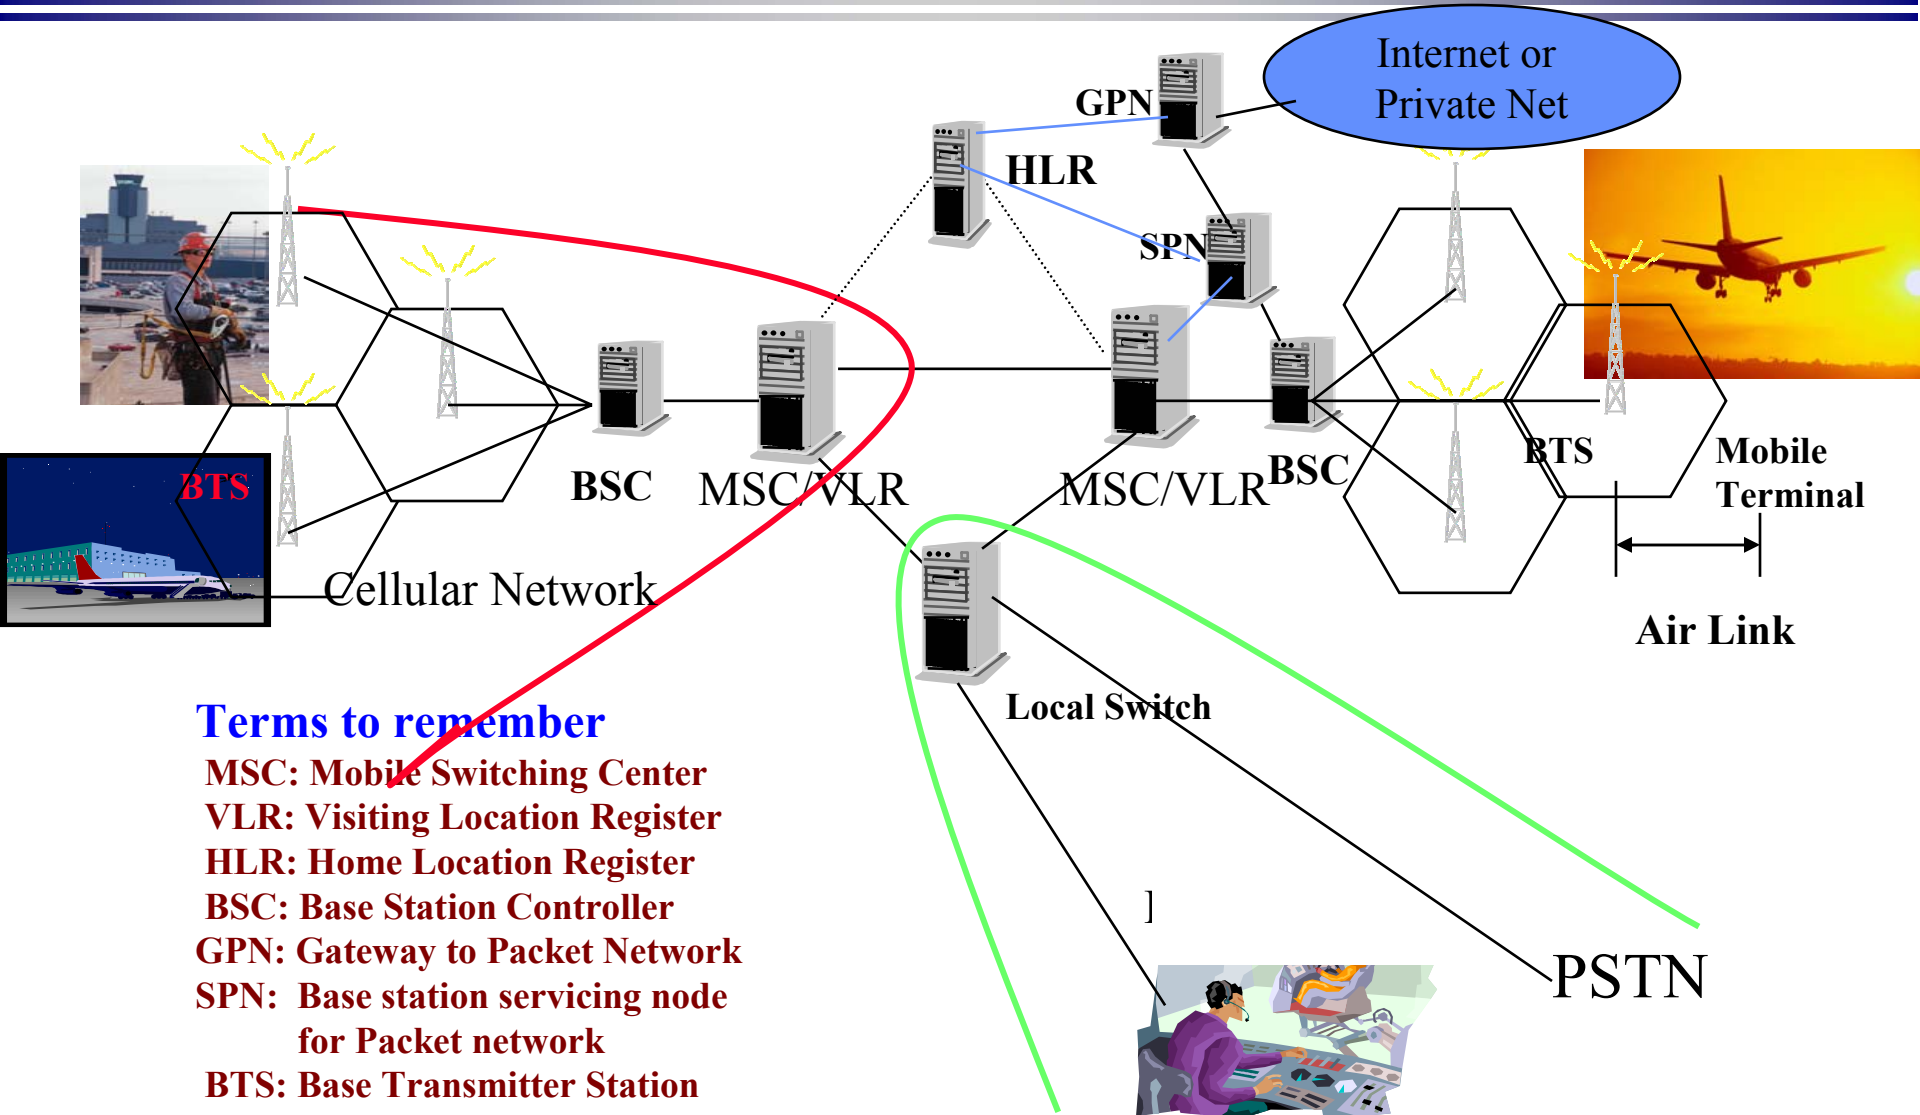 Internet or
Private Net
GPN
HLR
SPN
BTS
BSC
MSC/VLR
MSC/VLR
BSC
BTS
Mobile
Terminal
Cellular Network
Air Link
Local Switch
Terms to remember
MSC: Mobile Switching Center
VLR: Visiting Location Register
HLR: Home Location Register
BSC: Base Station Controller
GPN: Gateway to Packet Network
SPN: Base station servicing node
for Packet network
BTS: Base Transmitter Station
]
PSTN